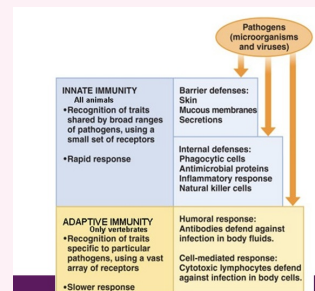 Pathogens
(microorganisms
and viruses)
INNATE IMMUNITY
All animals
•Recognition of traits
shared by broad ranges
of pathogens, using a
small set of receptors
•Rapid response
Barrier defenses:
Skin
Mucous membranes
Secretions
Internal defenses:
Phagocytic cells
Antimicrobial proteins
Inflammatory response
Natural killer cells
ADAPTIVE IMMUNITY
Only vertebrates
•Recognition of traits
specific to particular
pathogens, using a vast
array of receptors
•Slower response
Humoral response:
Antibodies defend against
infection in body fluids.
Cell-mediated response:
Cytotoxic lymphocytes defend
against infection in body cells.